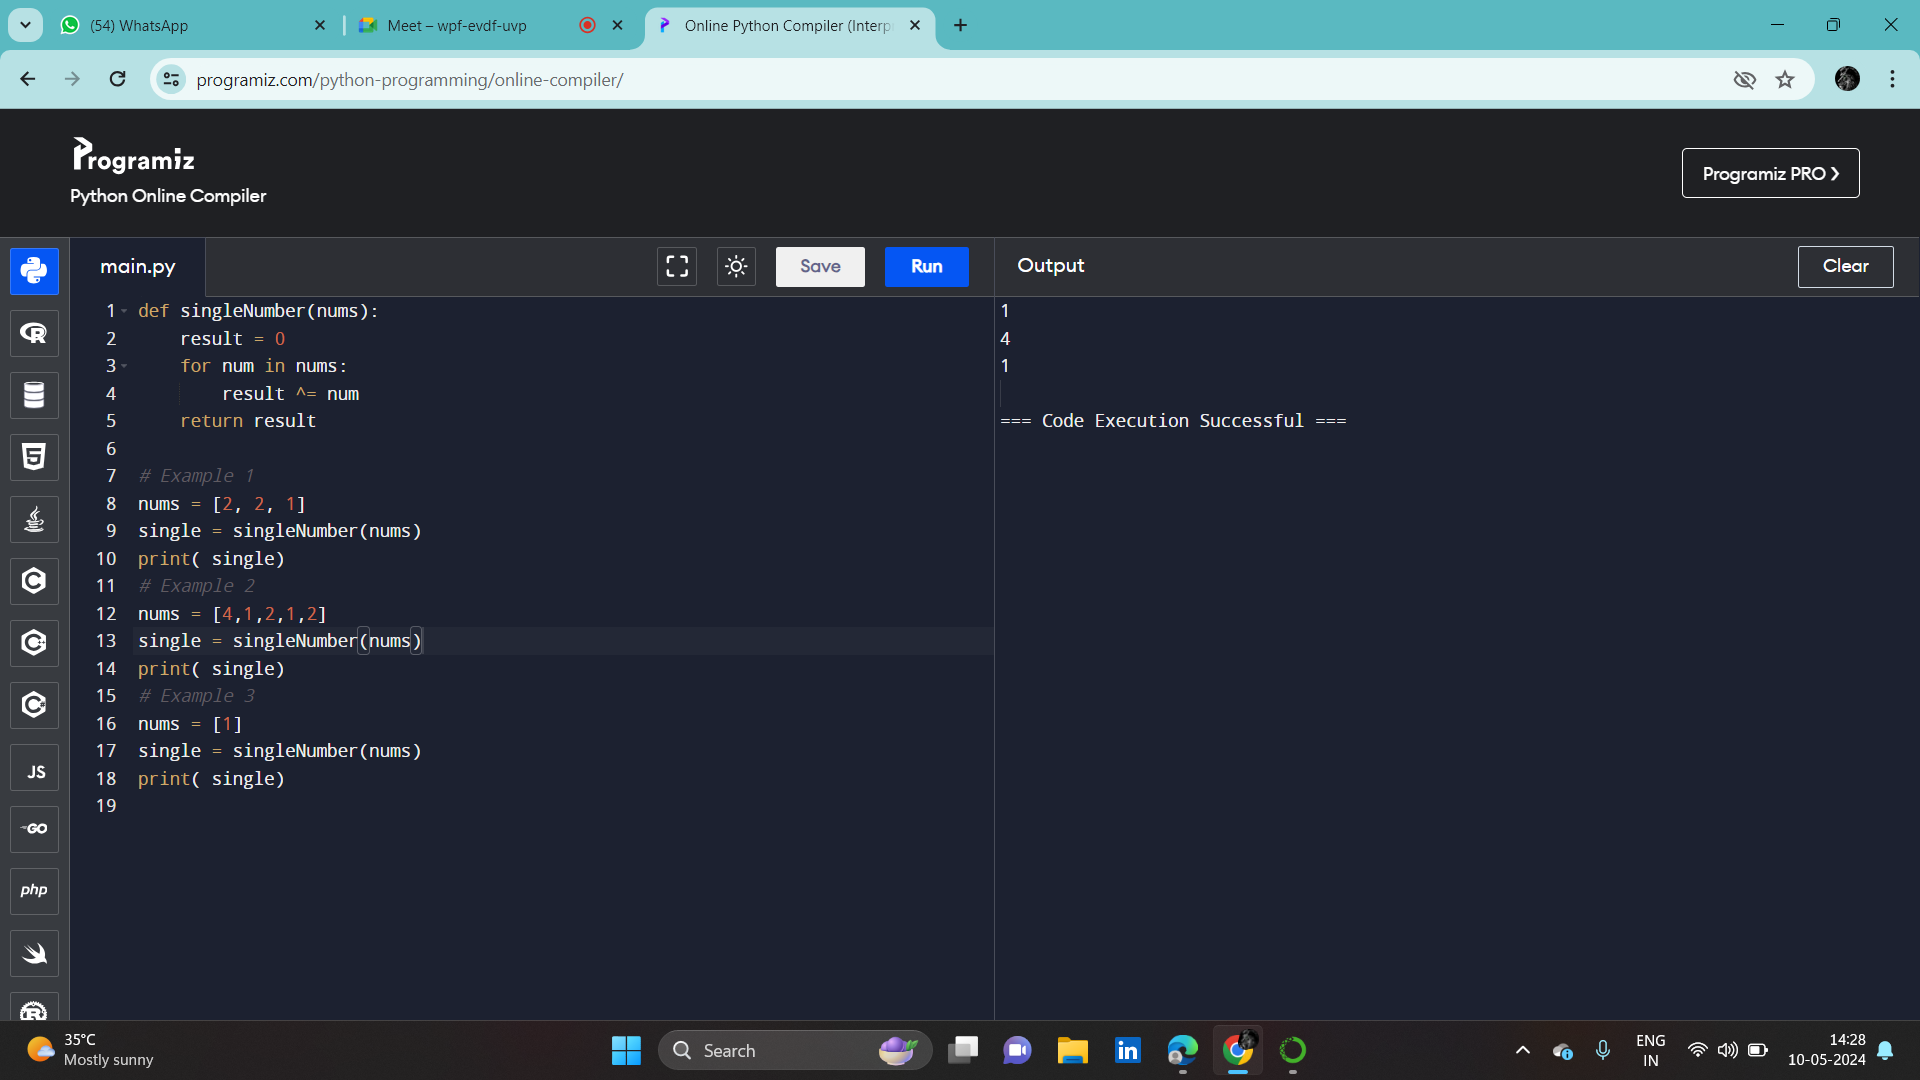 (54) WhatsApp
Meet – wpf-evdf-uvp
Online Python Compiler (Interp
programiz.com/python-programming/online-compiler/
Programiz
Python Online Compiler
Programiz PRO ❯
main.py
Save
Run
Output
Clear
1 def singleNumber(nums):
2     result = 0
3     for num in nums:
4         result ^= num
5     return result
6
7 # Example 1
8 nums = [2, 2, 1]
9 single = singleNumber(nums)
10 print( single)
11 # Example 2
12 nums = [4,1,2,1,2]
13 single = singleNumber(nums)
14 print( single)
15 # Example 3
16 nums = [1]
17 single = singleNumber(nums)
18 print( single)
19
1
4
1
=== Code Execution Successful ===
R
5
C
C
C
JS
GO
php
R
35°C
Mostly sunny
Search
in
ENG
IN
14:28
10-05-2024